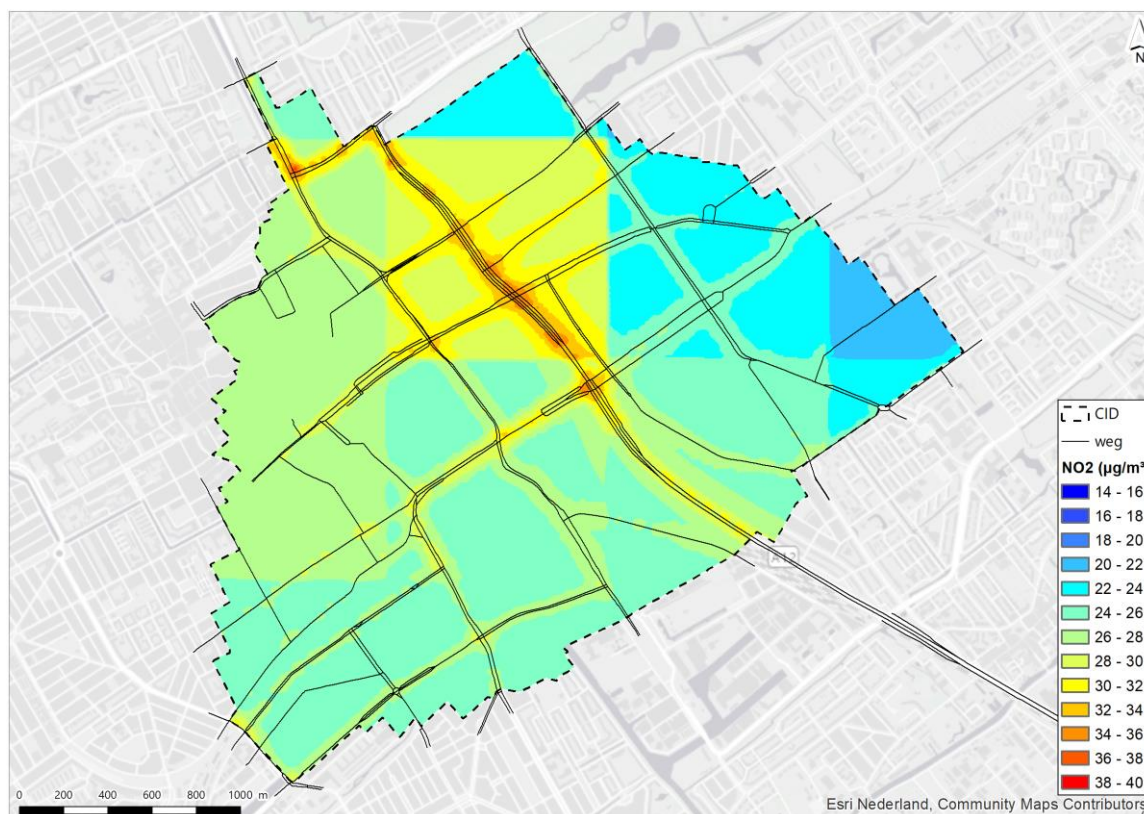 N
A12
CID
weg
NO2 (µg/m³
14 - 16
16 - 18
18 - 20
20 - 22
22 - 24
24 - 26
26 - 28
28 - 30
30 - 32
32 - 34
34 - 36
36 - 38
38 - 40
0 200 400 600 800 1000 m
Esri Nederland, Community Maps Contributors